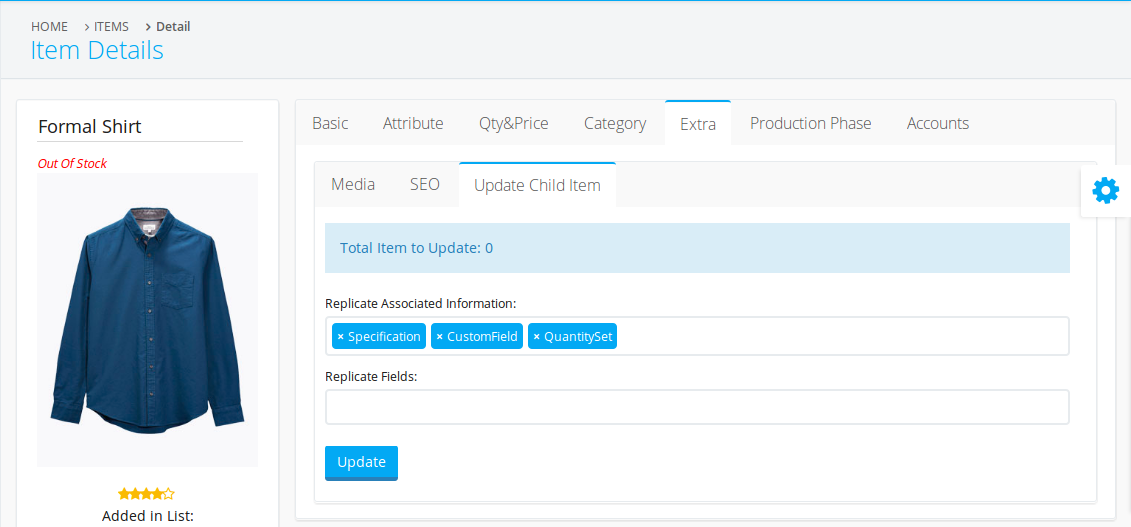 HOME > ITEMS > Detail
Item Details
Formal Shirt
Out Of Stock
Added in List:
Basic Attribute Qty&Price Category Extra Production Phase Accounts
Media SEO Update Child Item
Total Item to Update: 0
Replicate Associated Information:
× Specification × CustomField × QuantitySet
Replicate Fields:
Update